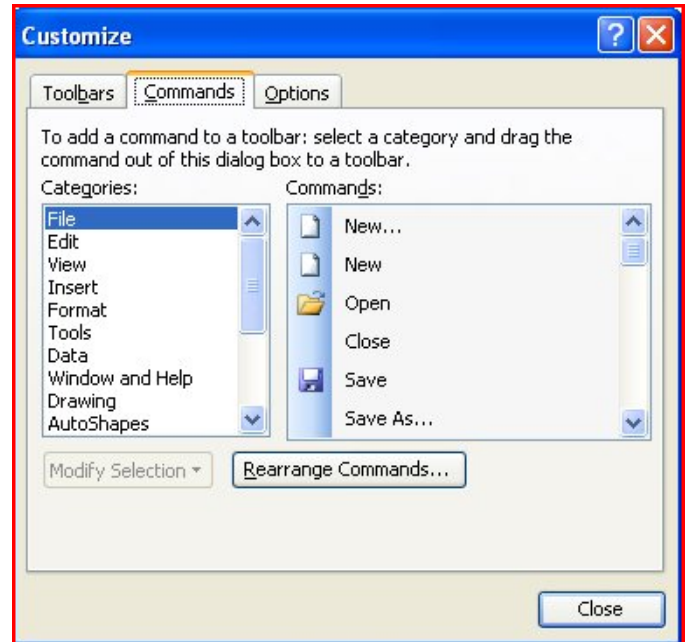 Customize
Toolbars Commands Options
To add a command to a toolbar: select a category and drag the
command out of this dialog box to a toolbar.
Categories:
File
Edit
View
Insert
Format
Tools
Data
Window and Help
Drawing
AutoShapes
Commands:
New...
New
Open
Close
Save
Save As...
Modify Selection
Rearrange Commands...
Close